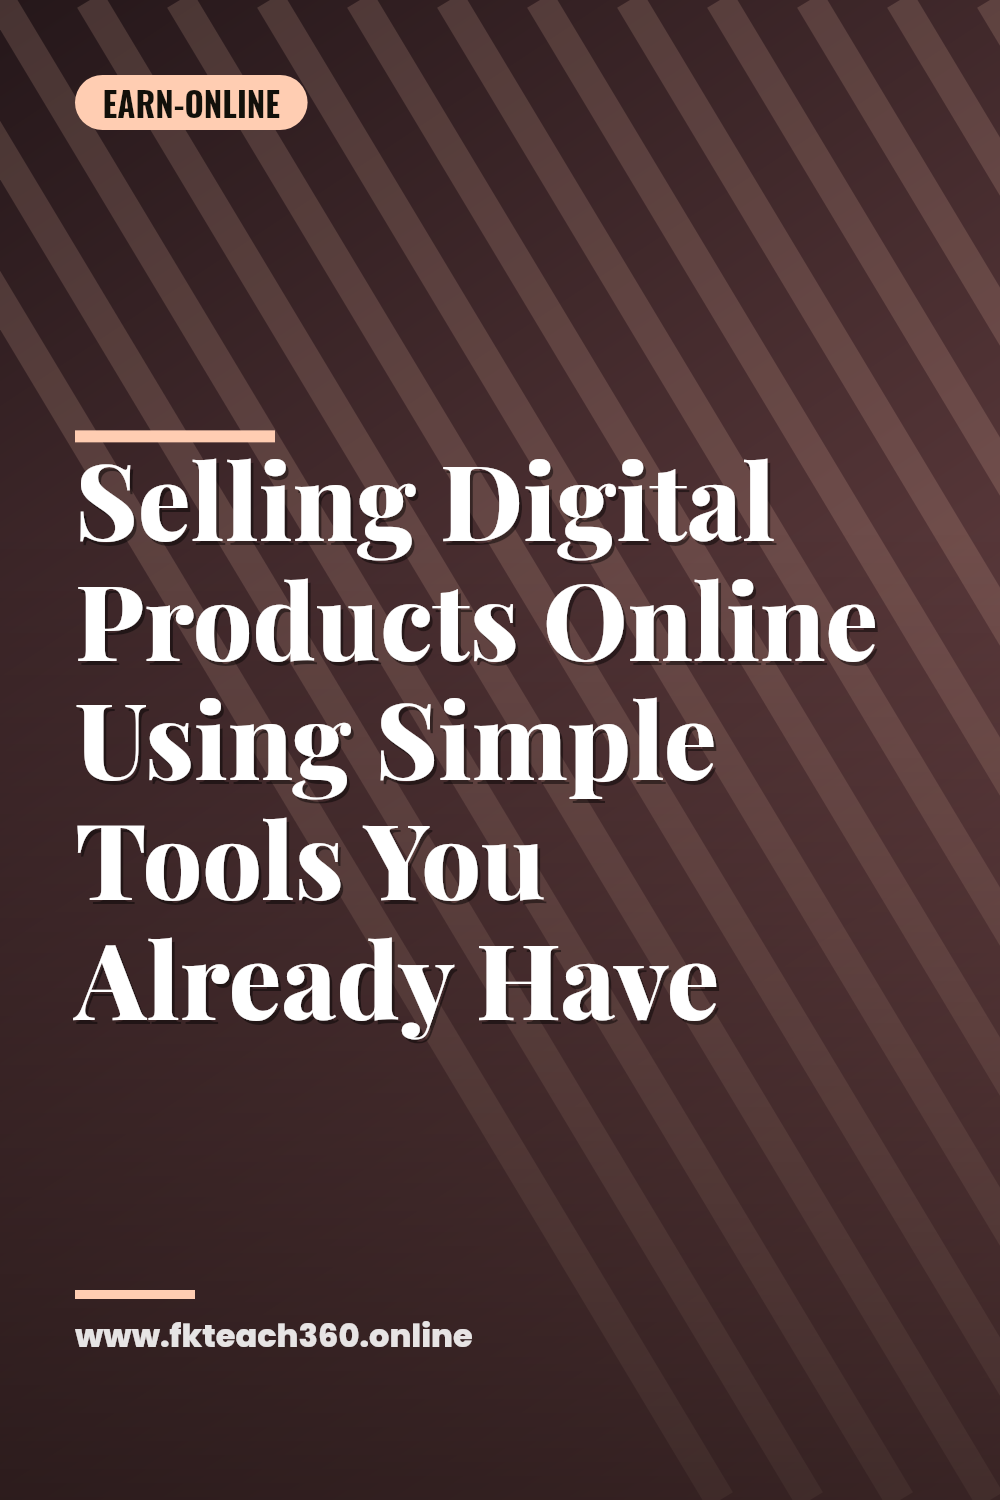 EARN-ONLINE
Selling Digital
Products Online
Using Simple
Tools You
Already Have
www.fkteach360.online